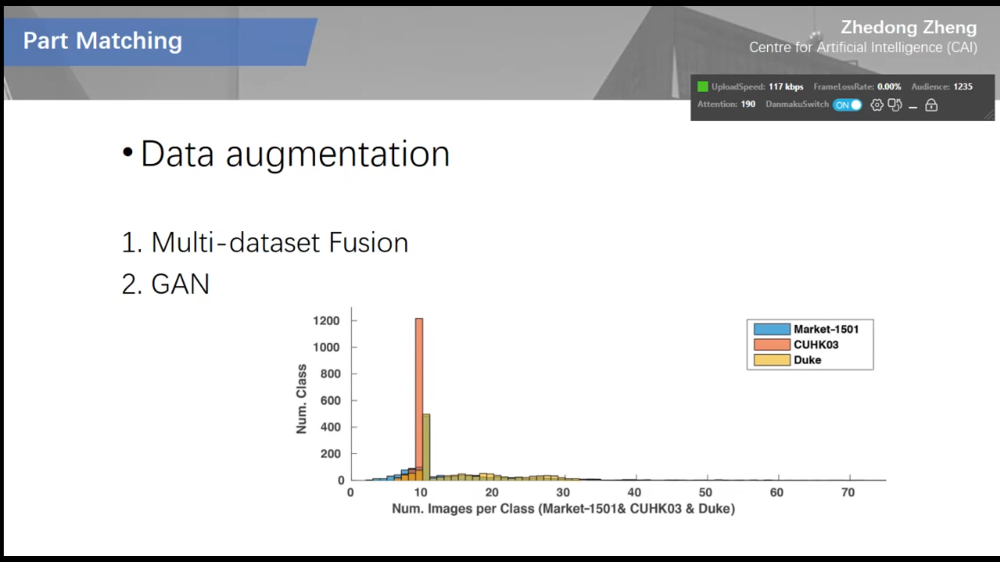 Part Matching
Zhedong Zheng
Centre for Artificial Intelligence (CAI)
UploadSpeed: 117 kbps FrameLossRate: 0.00% Audience: 1235
Attention: 190 DanmakuSwitch ON
• Data augmentation
1. Multi-dataset Fusion
2. GAN
1200
1000
800
600
400
200
0
Num. Class
Market-1501
CUHK03
Duke
0 10 20 30 40 50 60 70
Num. Images per Class (Market-1501& CUHK03 & Duke)